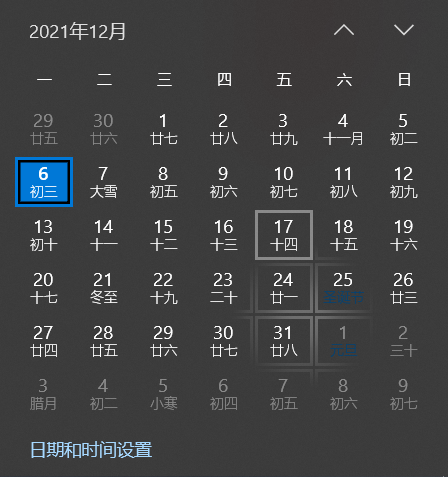 2021年12月
一 二 三 四 五 六 日
29 30 1 2 3 4 5
廿五 廿六 廿七 廿八 廿九 十一月 初二
6 7 8 9 10 11 12
初三 大雪 初五 初六 初七 初八 初九
13 14 15 16 17 18 19
初十 十一 十二 十三 十四 十五 十六
20 21 22 23 24 25 26
十七 冬至 十九 二十 廿一 圣诞节 廿三
27 28 29 30 31 1 2
廿四 廿五 廿六 廿七 廿八 元旦 三十
3 4 5 6 7 8 9
腊月 初二 小寒 初四 初五 初六 初七
日期和时间设置